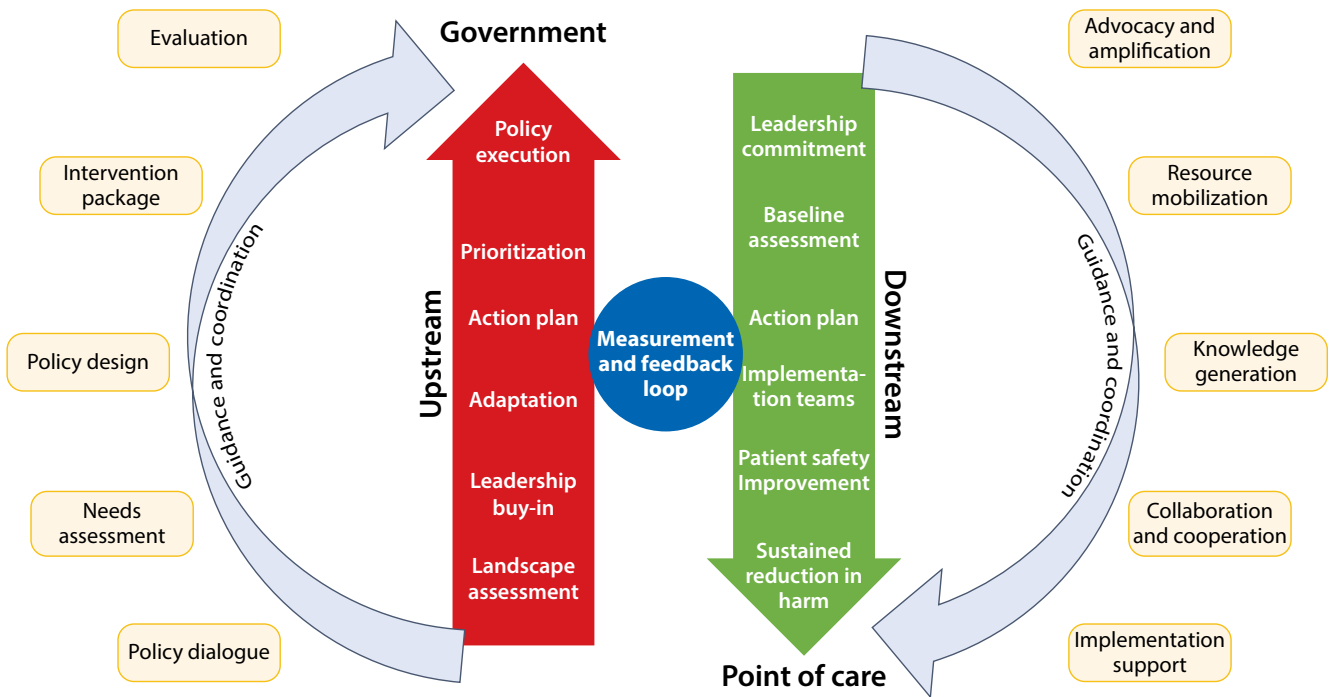 Evaluation
Intervention
package
Policy design
Needs
assessment
Policy dialogue
Guidance and coordination
Government
Upstream
Policy
execution
Prioritization
Action plan
Adaptation
Leadership
buy-in
Landscape
assessment
Measurement
and feedback
loop
Leadership
commitment
Baseline
assessment
Action plan
Implementa-
tion teams
Patient safety
Improvement
Sustained
reduction in
harm
Downstream
Point of care
Guidance and coordination
Advocacy and
amplification
Resource
mobilization
Knowledge
generation
Collaboration
and cooperation
Implementation
support